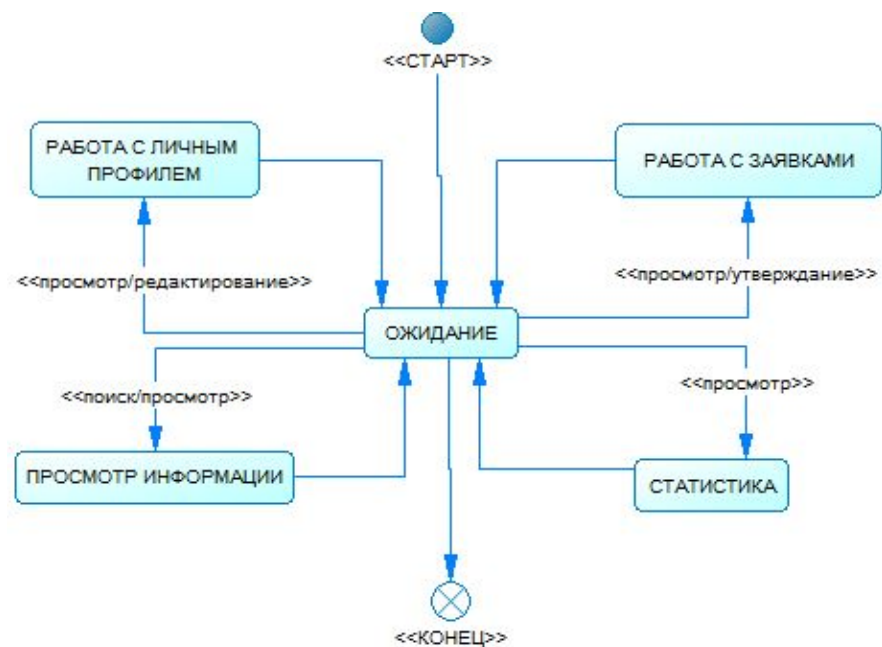 <<СТАРТ>>
РАБОТА С ЛИЧНЫМ
ПРОФИЛЕМ
РАБОТА С ЗАЯВКАМИ
<<просмотр/редактирование>>
<<просмотр/утверждание>>
ОЖИДАНИЕ
<<поиск/просмотр>>
<<просмотр>>
ПРОСМОТР ИНФОРМАЦИИ
СТАТИСТИКА
<<КОНЕЦ>>